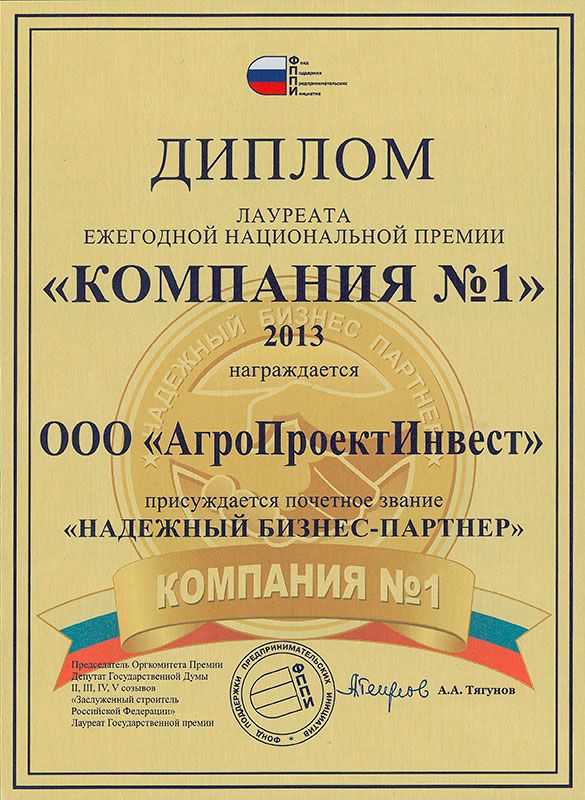 Фонд
Поддержки
Предпринимательских
Инициатив
ДИПЛОМ
ЛАУРЕАТА
ЕЖЕГОДНОЙ НАЦИОНАЛЬНОЙ ПРЕМИИ
«КОМПАНИЯ №1»
2013
награждается
НАДЕЖНЫЙ БИЗНЕС ПАРТНЕР
ООО «АгроПроектИнвест»
присуждается почетное звание
«НАДЕЖНЫЙ БИЗНЕС-ПАРТНЕР»
КОМПАНИЯ №1
Председатель Оргкомитета Премии
Депутат Государственной Думы
II, III, IV, V созывов
«Заслуженный строитель
Российской Федерации»
Лауреат Государственной премии
ФОНД ПОДДЕРЖКИ ПРЕДПРИНИМАТЕЛЬСКИХ ИНИЦИАТИВ
ФППИ
А.А. Тягунов